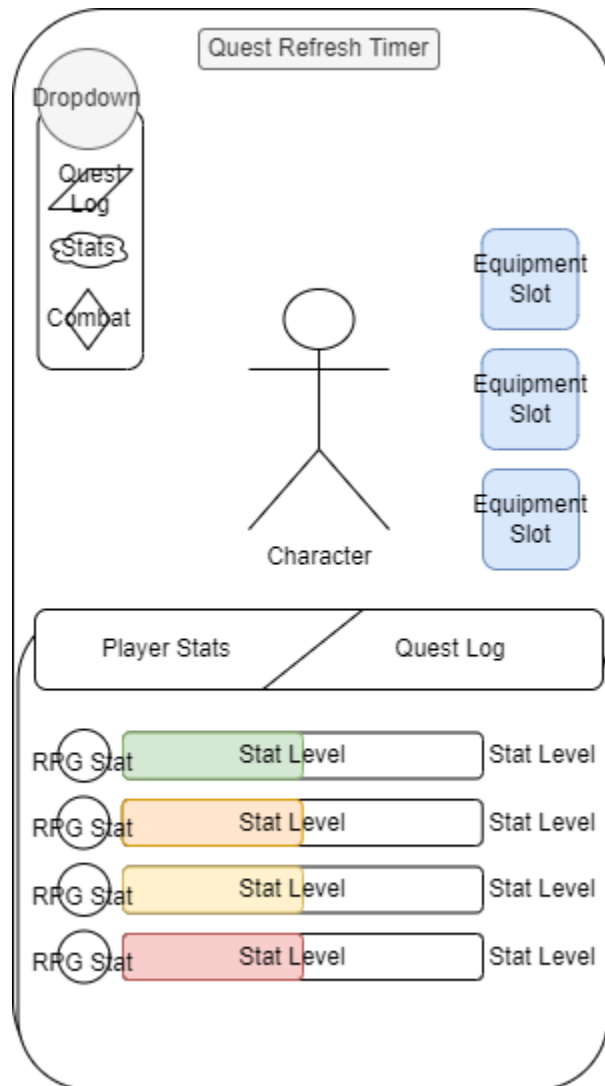 Quest Refresh Timer
Dropdown
Quest
Log
Stats
Combat
Equipment
Slot
Equipment
Slot
Equipment
Slot
Character
Player Stats
Quest Log
RPG Stat
Stat Level
Stat Level
RPG Stat
Stat Level
Stat Level
RPG Stat
Stat Level
Stat Level
RPG Stat
Stat Level
Stat Level